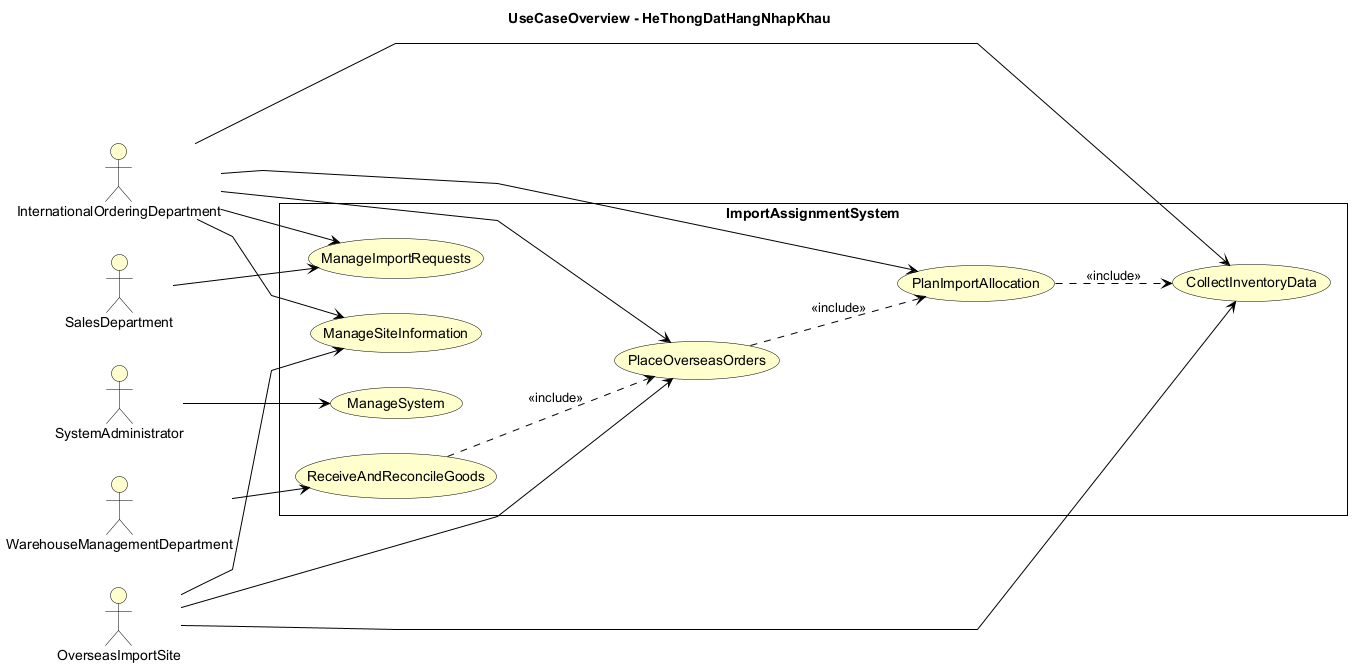 UseCaseOverview - HeThongDatHangNhapKhau
InternationalOrderingDepartment
ImportAssignmentSystem
ManageImportRequests
PlanImportAllocation
«include»
CollectInventoryData
SalesDepartment
«include»
ManageSiteInformation
PlaceOverseasOrders
«include»
ManageSystem
SystemAdministrator
ReceiveAndReconcileGoods
WarehouseManagementDepartment
OverseasImportSite